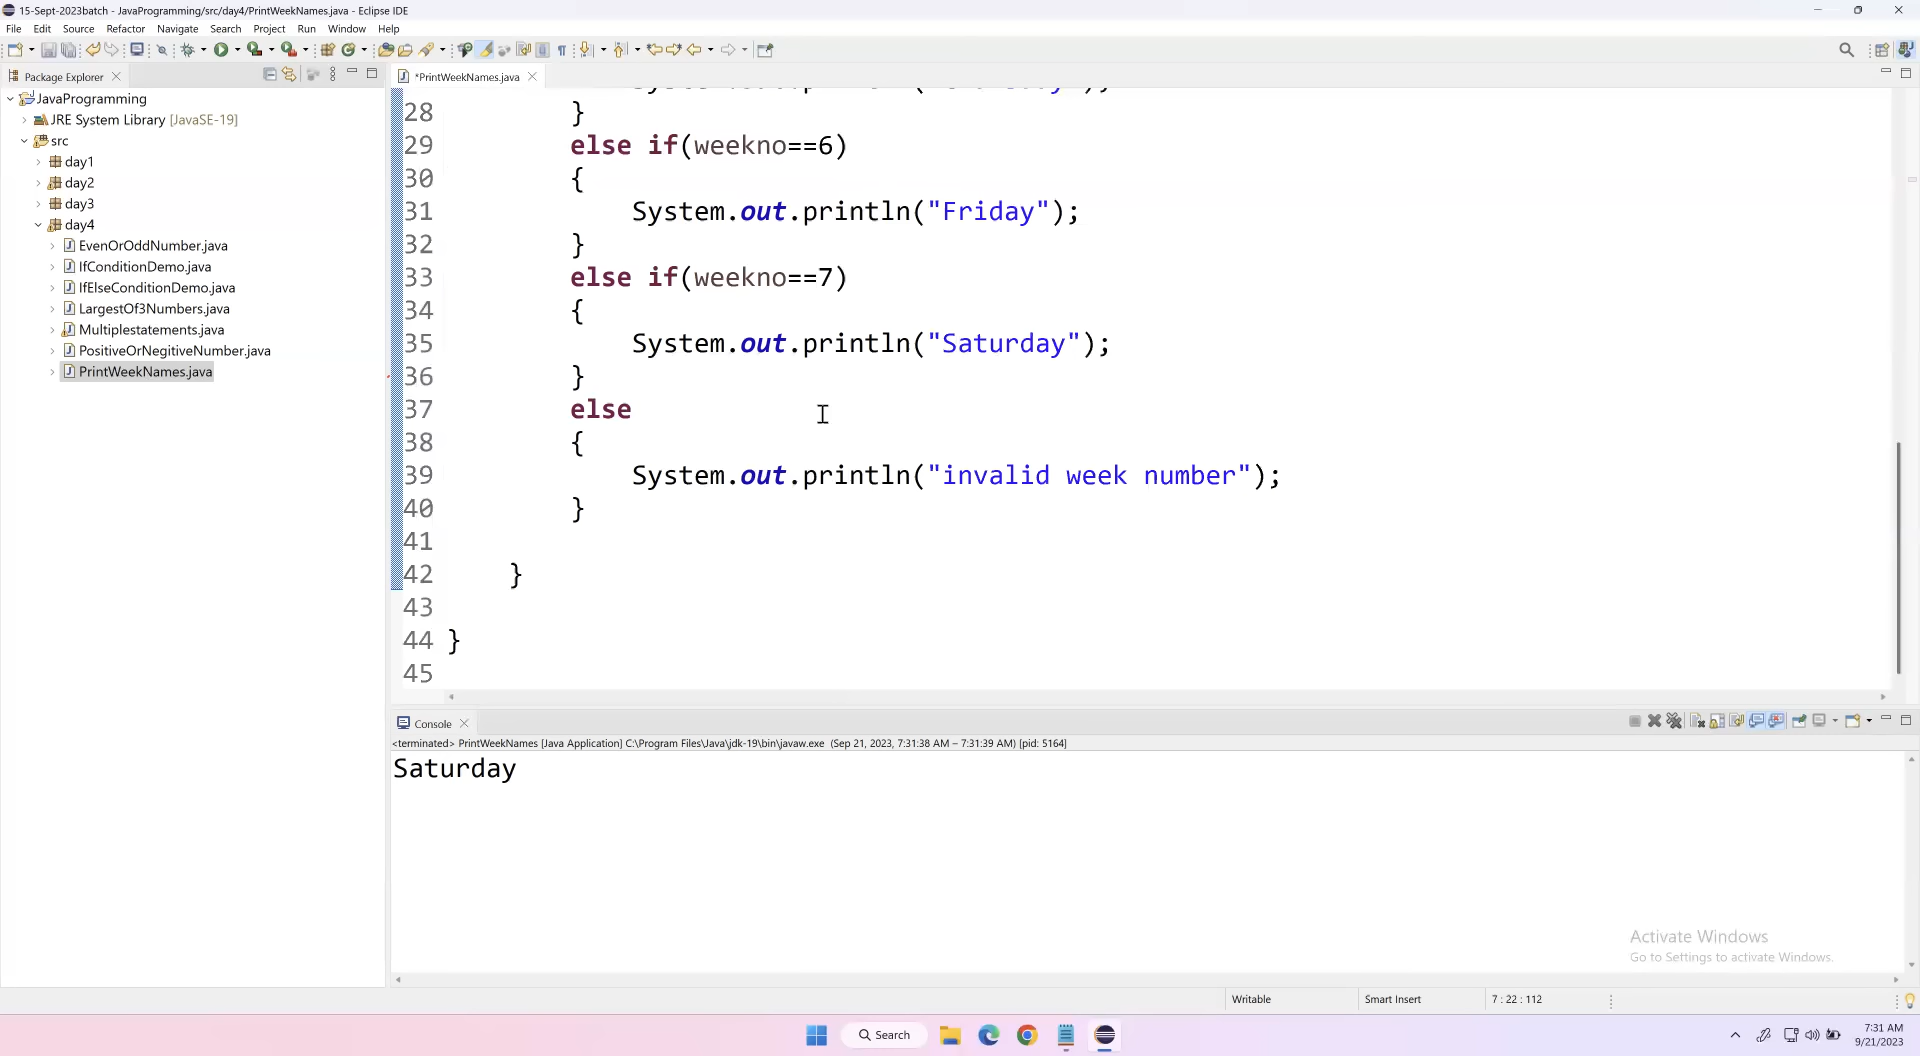 15-Sept-2023batch - JavaProgramming/src/day4/PrintWeekNames.java - Eclipse IDE
File Edit Source Refactor Navigate Search Project Run Window Help
Package Explorer
*PrintWeekNames.java
JavaProgramming
JRE System Library [JavaSE-19]
src
day1
day2
day3
day4
EvenOrOddNumber.java
IfConditionDemo.java
IfElseConditionDemo.java
LargestOf3Numbers.java
Multiplestatements.java
PositiveOrNegitiveNumber.java
PrintWeekNames.java
28 }
29 else if(weekno==6)
30 {
31 System.out.println("Friday");
32 }
33 else if(weekno==7)
34 {
35 System.out.println("Saturday");
36 }
37 else
38 {
39 System.out.println("invalid week number");
40 }
41
42 }
43
44 }
45
Console
<terminated> PrintWeekNames [Java Application] C:\Program Files\Java\jdk-19\bin\javaw.exe (Sep 21, 2023, 7:31:38 AM – 7:31:39 AM) [pid: 5164]
Saturday
Activate Windows
Go to Settings to activate Windows.
Writable Smart Insert 7 : 22 : 112
Search
7:31 AM
9/21/2023